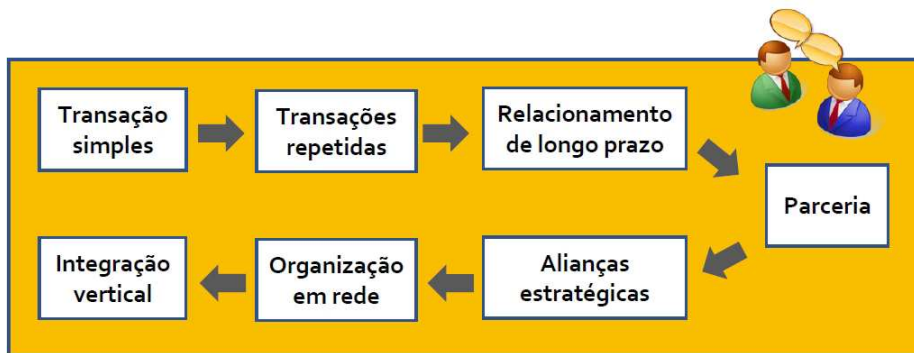 Transação
simples
Transações
repetidas
Relacionamento
de longo prazo
Parceria
Alianças
estratégicas
Organização
em rede
Integração
vertical